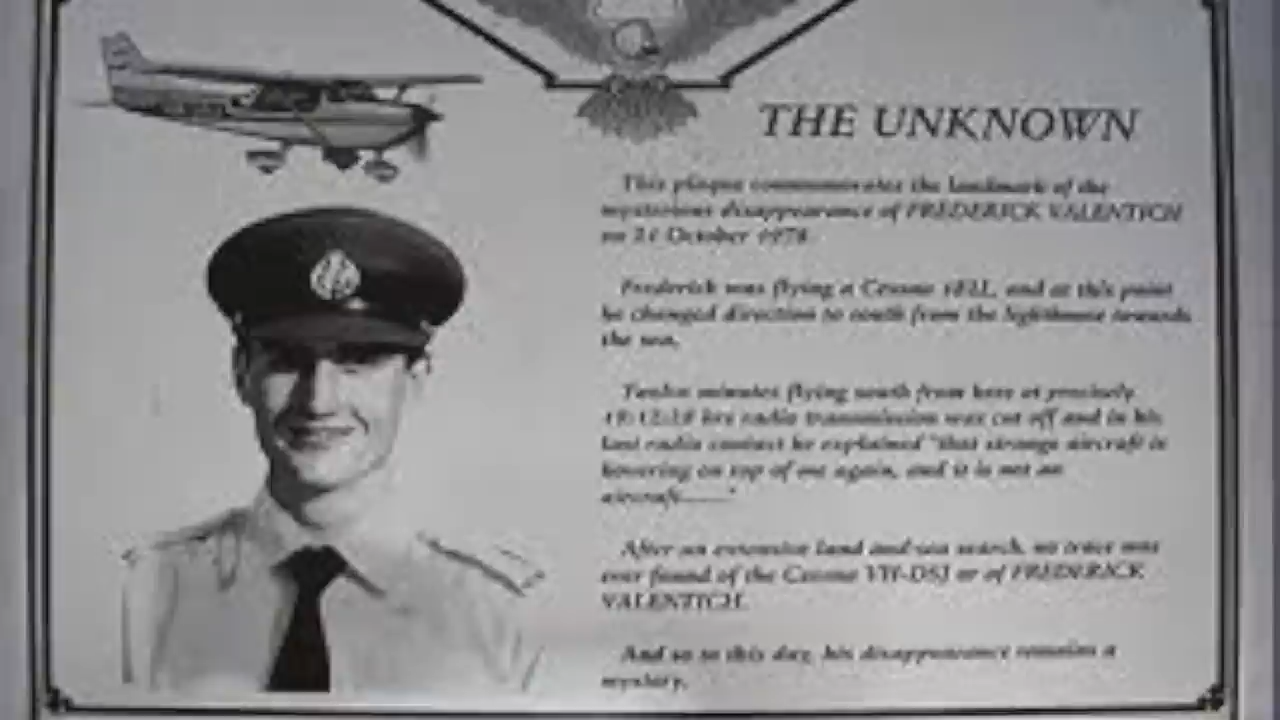 THE UNKNOWN
This plaque commemorates the landmark of the
mysterious disappearance of FREDERICK VALENTICH
on 21 October 1978.
Frederick was flying a Cessna 182L, and at this point
he changed direction to south from the lighthouse towards
the sea.
Twelve minutes flying south from here at precisely
19:12:28 hrs radio transmission was cut off and in his
last radio contact he explained "that strange aircraft is
hovering on top of me again, and it is not an
aircraft......"
After an extensive land and sea search, no trace was
ever found of the Cessna VH-DSJ or of FREDERICK
VALENTICH.
And so to this day, his disappearance remains a
mystery.